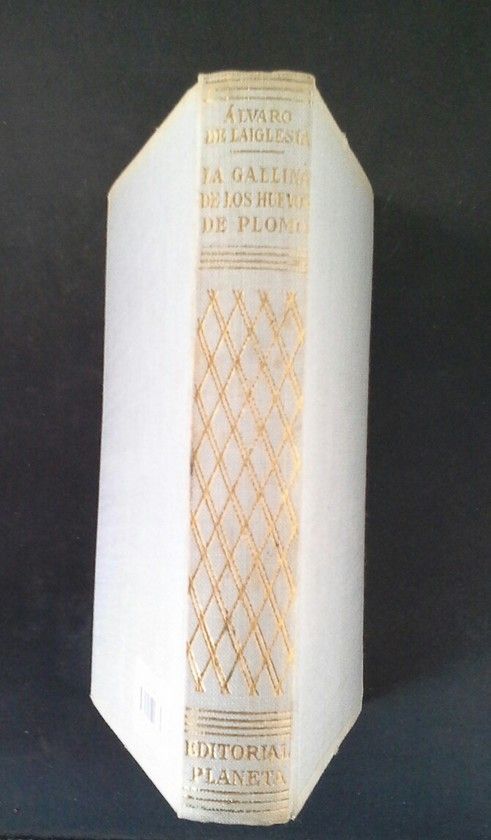 ÁLVARO
DE LAIGLESIA
LA GALLINA
DE LOS HUEVOS
DE PLOMO
EDITORIAL
PLANETA